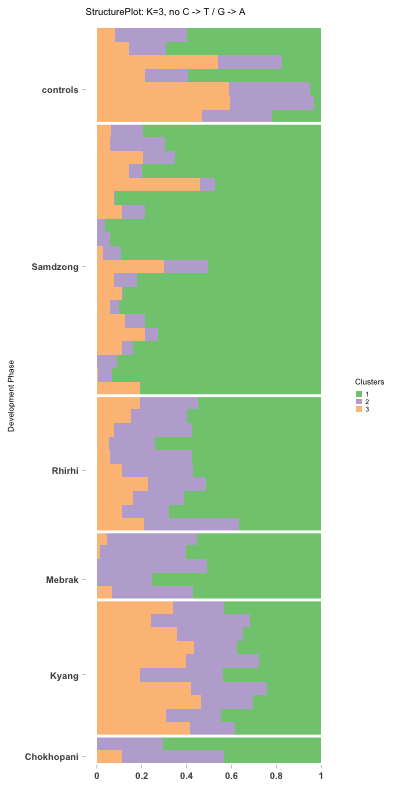 StructurePlot: K=3, no C -> T / G -> A
controls
Samdzong
Rhirhi
Mebrak
Kyang
Chokhopani
Development Phase
0 0.2 0.4 0.6 0.8 1
Clusters
1
2
3